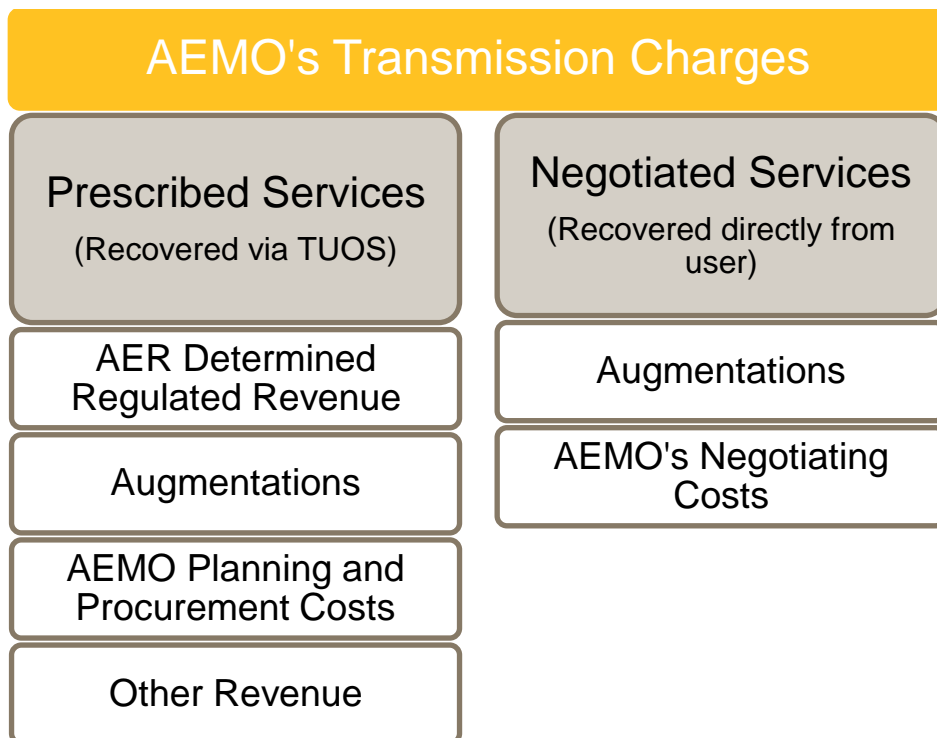 AEMO's Transmission Charges
Prescribed Services
(Recovered via TUOS)
AER Determined
Regulated Revenue
Augmentations
AEMO Planning and
Procurement Costs
Other Revenue
Negotiated Services
(Recovered directly from
user)
Augmentations
AEMO's Negotiating
Costs